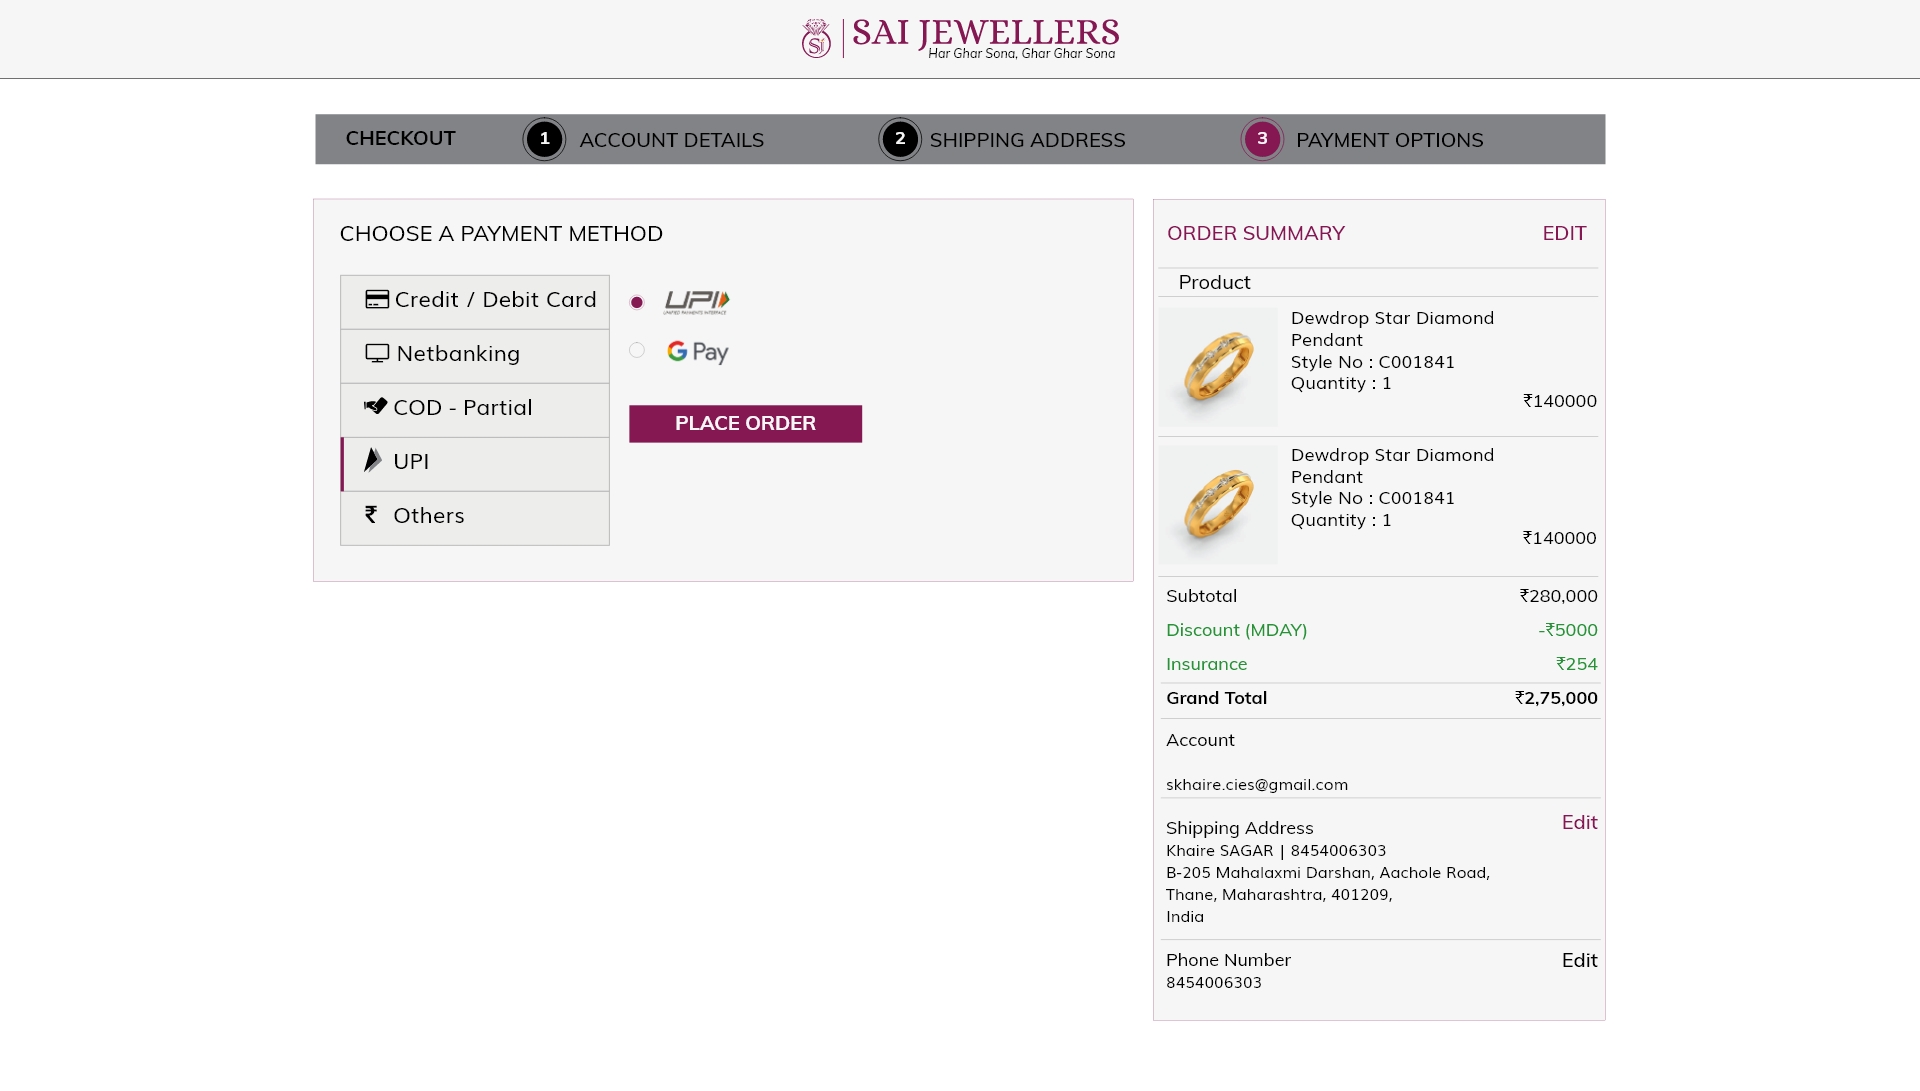 SAI JEWELLERS
Har Ghar Sona, Ghar Ghar Sona
CHECKOUT
1 ACCOUNT DETAILS
2 SHIPPING ADDRESS
3 PAYMENT OPTIONS
CHOOSE A PAYMENT METHOD
Credit / Debit Card
Netbanking
COD - Partial
UPI
₹ Others
UPI
UNIFIED PAYMENTS INTERFACE
G Pay
PLACE ORDER
ORDER SUMMARY EDIT
Product
Dewdrop Star Diamond
Pendant
Style No : C001841
Quantity : 1
₹140000
Dewdrop Star Diamond
Pendant
Style No : C001841
Quantity : 1
₹140000
Subtotal ₹280,000
Discount (MDAY) -₹5000
Insurance ₹254
Grand Total ₹2,75,000
Account
skhaire.cies@gmail.com
Shipping Address Edit
Khaire SAGAR | 8454006303
B-205 Mahalaxmi Darshan, Aachole Road,
Thane, Maharashtra, 401209,
India
Phone Number Edit
8454006303